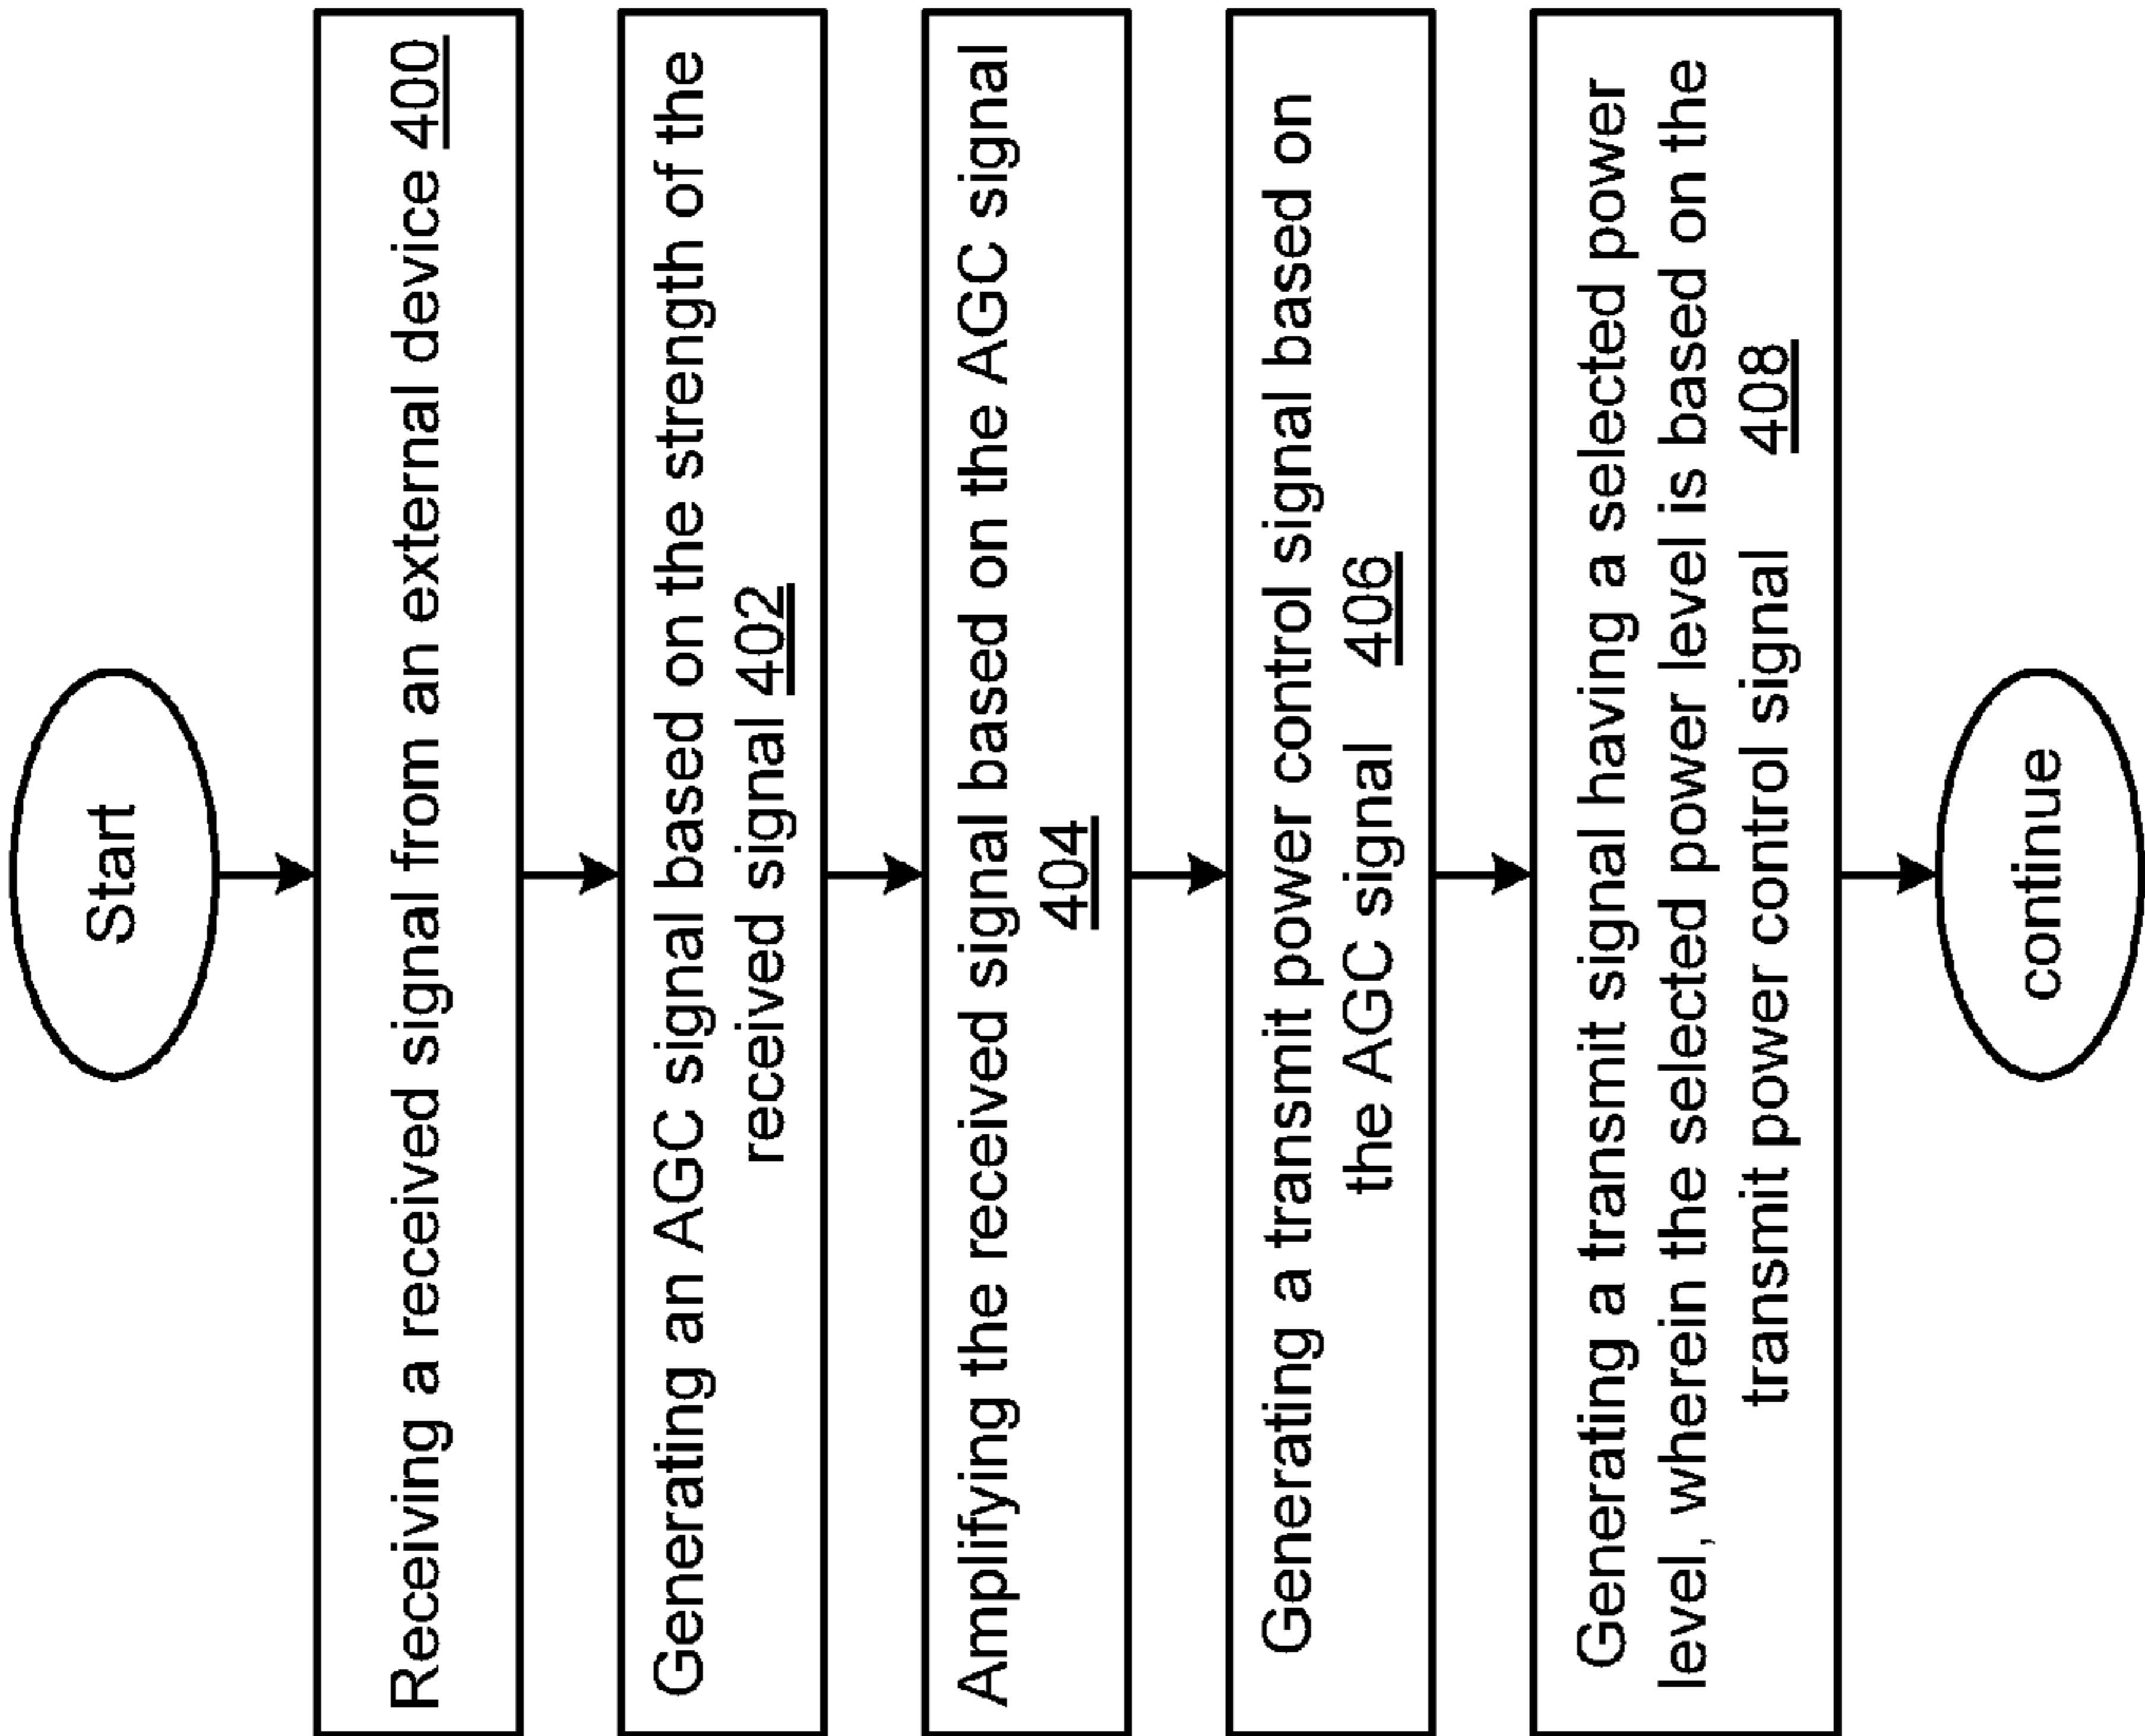 Start
Receiving a received signal from an external device 400
Generating an AGC signal based on the strength of the
received signal 402
Amplifying the received signal based on the AGC signal
404
Generating a transmit power control signal based on
the AGC signal 406
Generating a transmit signal having a selected power
level, wherein the selected power level is based on the
transmit power control signal 408
continue